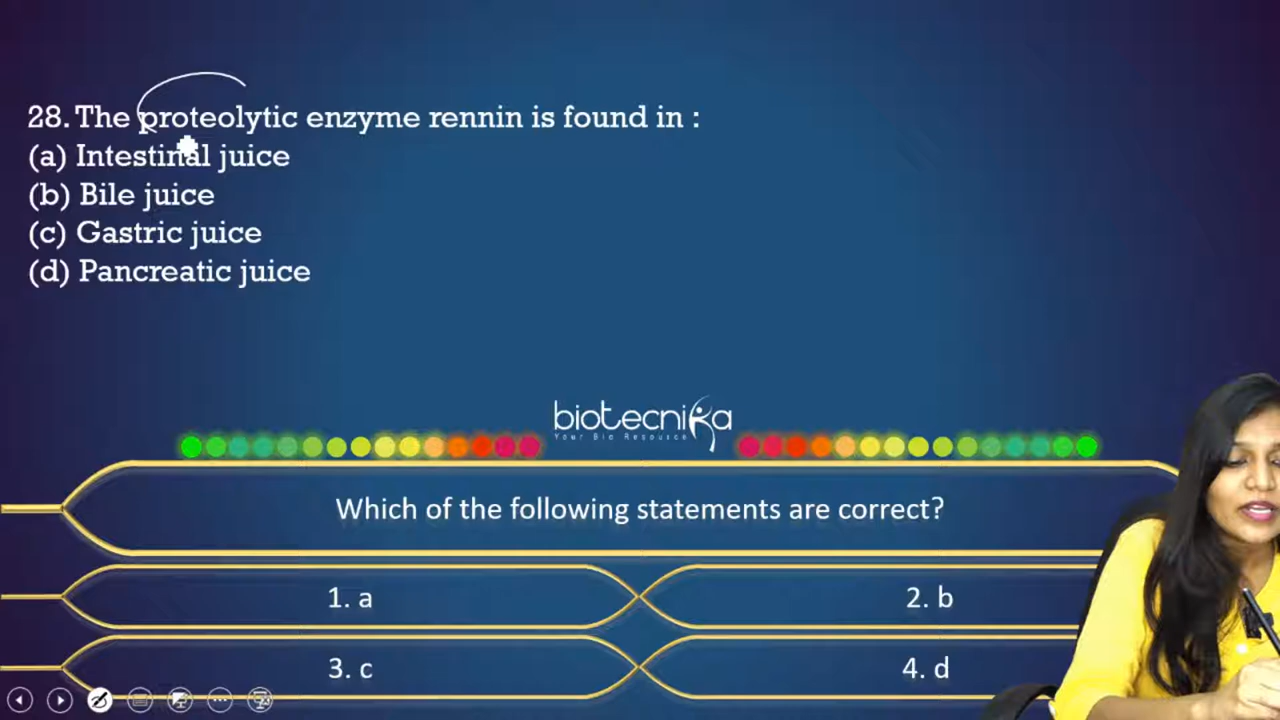 28. The proteolytic enzyme rennin is found in :
(a) Intestinal juice
(b) Bile juice
(c) Gastric juice
(d) Pancreatic juice
biotecnika
Your Bio Resource
Which of the following statements are correct?
1. a
2. b
3. c
4. d